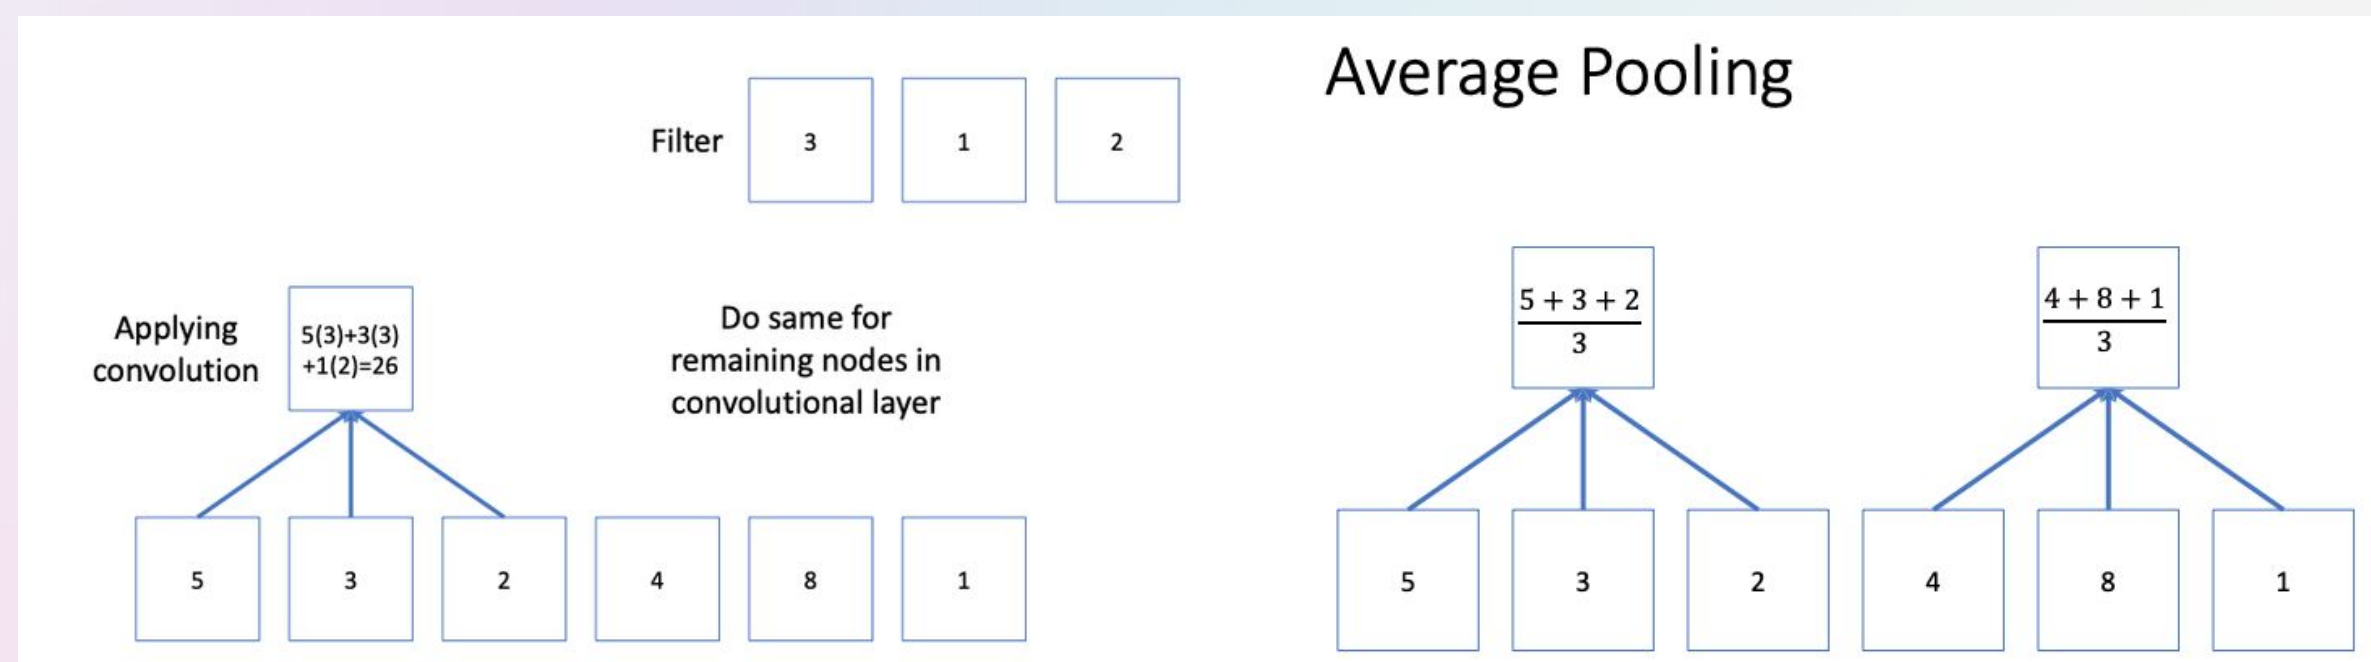 Average Pooling
Filter
3
1
2
Applying
convolution
5(3)+3(3)
+1(2)=26
Do same for
remaining nodes in
convolutional layer
5
3
2
4
8
1
5 + 3 + 2
3
4 + 8 + 1
3
5
3
2
4
8
1